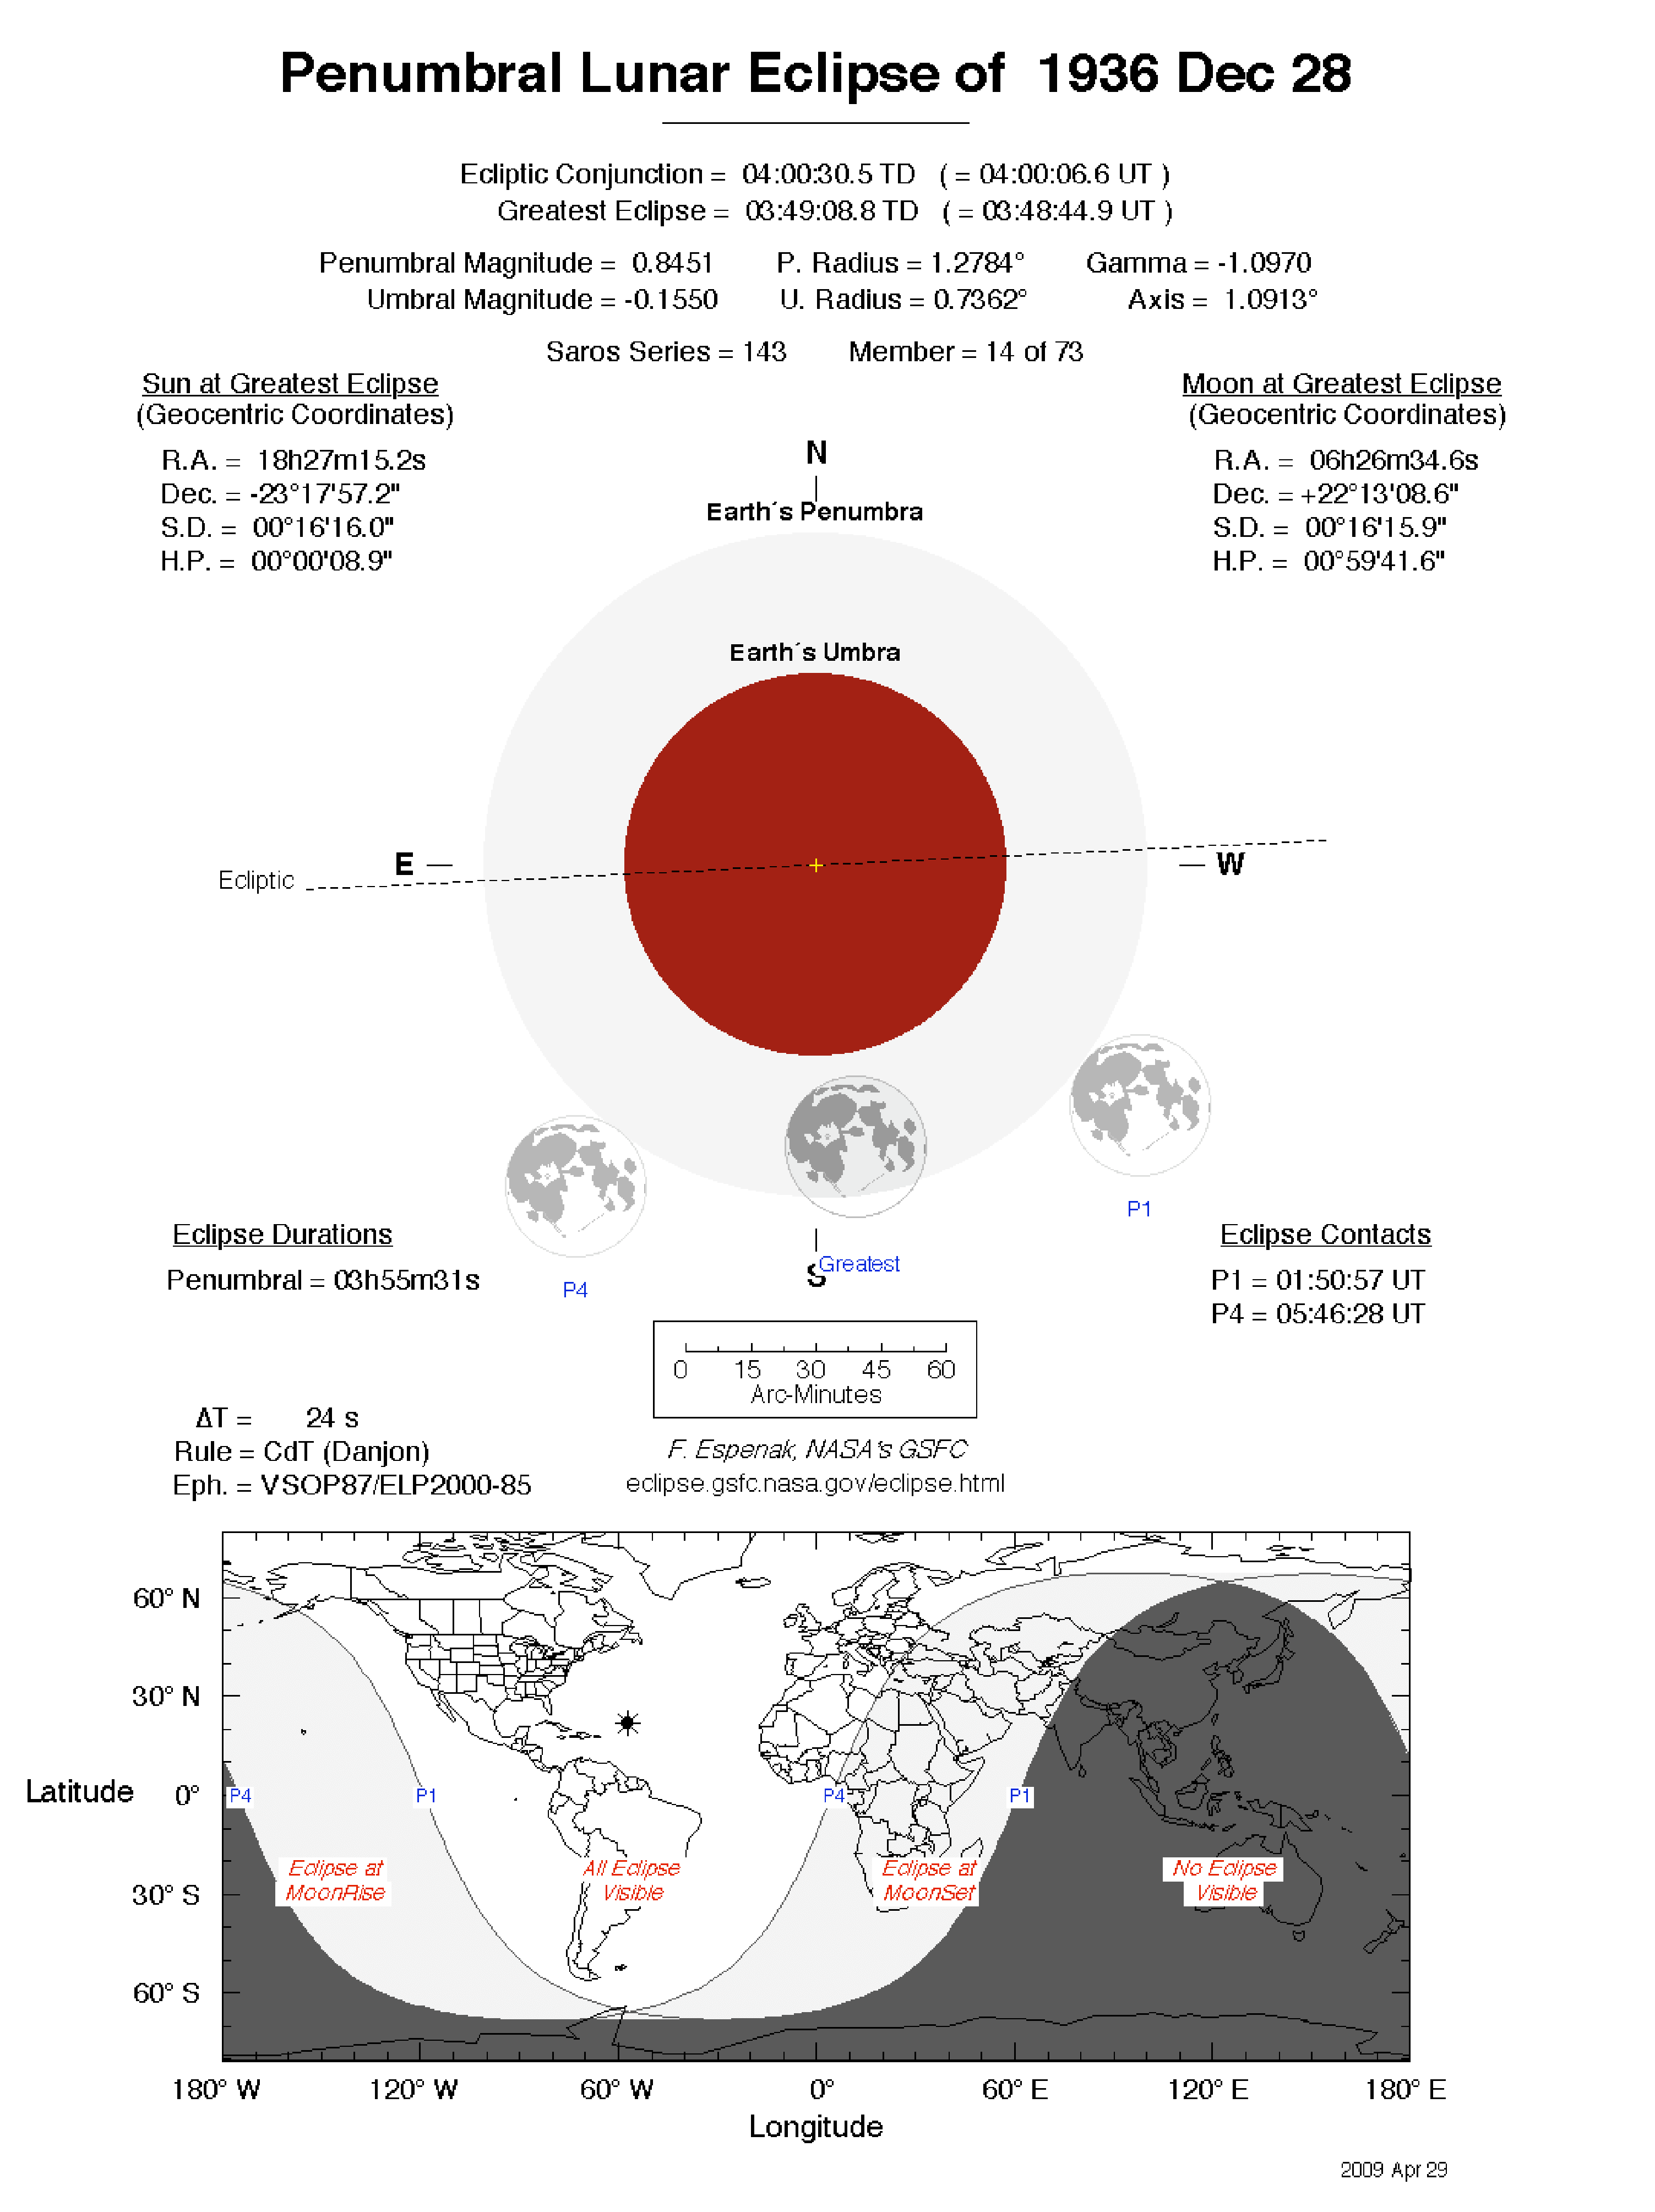 Penumbral Lunar Eclipse of 1936 Dec 28
Ecliptic Conjunction = 04:00:30.5 TD ( = 04:00:06.6 UT )
Greatest Eclipse = 03:49:08.8 TD ( = 03:48:44.9 UT )
Penumbral Magnitude = 0.8451 P. Radius = 1.2784° Gamma = -1.0970
Umbral Magnitude = -0.1550 U. Radius = 0.7362° Axis = 1.0913°
Saros Series = 143 Member = 14 of 73
Sun at Greatest Eclipse
(Geocentric Coordinates)
R.A. = 18h27m15.2s
Dec. = -23°17'57.2"
S.D. = 00°16'16.0"
H.P. = 00°00'08.9"
Moon at Greatest Eclipse
(Geocentric Coordinates)
R.A. = 06h26m34.6s
Dec. = +22°13'08.6"
S.D. = 00°16'15.9"
H.P. = 00°59'41.6"
N
Earth´s Penumbra
Earth´s Umbra
E
W
Ecliptic
P1
Greatest
S
P4
Eclipse Durations
Penumbral = 03h55m31s
Eclipse Contacts
P1 = 01:50:57 UT
P4 = 05:46:28 UT
0 15 30 45 60
Arc-Minutes
ΔT = 24 s
Rule = CdT (Danjon)
Eph. = VSOP87/ELP2000-85
F. Espenak, NASA's GSFC
eclipse.gsfc.nasa.gov/eclipse.html
60° N
30° N
Latitude 0°
30° S
60° S
P4 P1 P4 P1
Eclipse at
MoonRise
All Eclipse
Visible
Eclipse at
MoonSet
No Eclipse
Visible
180° W 120° W 60° W 0° 60° E 120° E 180° E
Longitude
2009 Apr 29